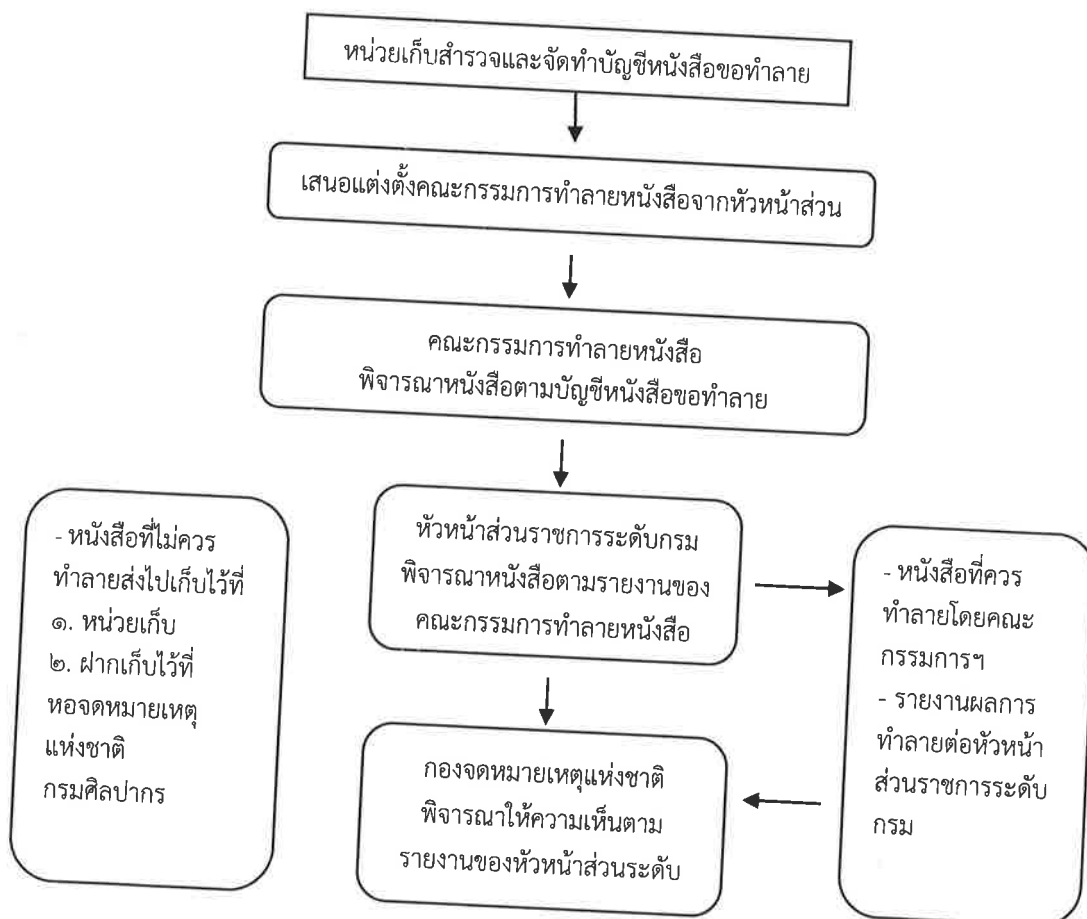 หน่วยเก็บสำรวจและจัดทำบัญชีหนังสือขอทำลาย
เสนอแต่งตั้งคณะกรรมการทำลายหนังสือจากหัวหน้าส่วน
คณะกรรมการทำลายหนังสือ
พิจารณาหนังสือตามบัญชีหนังสือขอทำลาย
- หนังสือที่ไม่ควร
ทำลายส่งไปเก็บไว้ที่
๑. หน่วยเก็บ
๒. ฝากเก็บไว้ที่
หอจดหมายเหตุ
แห่งชาติ
กรมศิลปากร
หัวหน้าส่วนราชการระดับกรม
พิจารณาหนังสือตามรายงานของ
คณะกรรมการทำลายหนังสือ
- หนังสือที่ควร
ทำลายโดยคณะ
กรรมการฯ
- รายงานผลการ
ทำลายต่อหัวหน้า
ส่วนราชการระดับ
กรม
กองจดหมายเหตุแห่งชาติ
พิจารณาให้ความเห็นตาม
รายงานของหัวหน้าส่วนระดับ